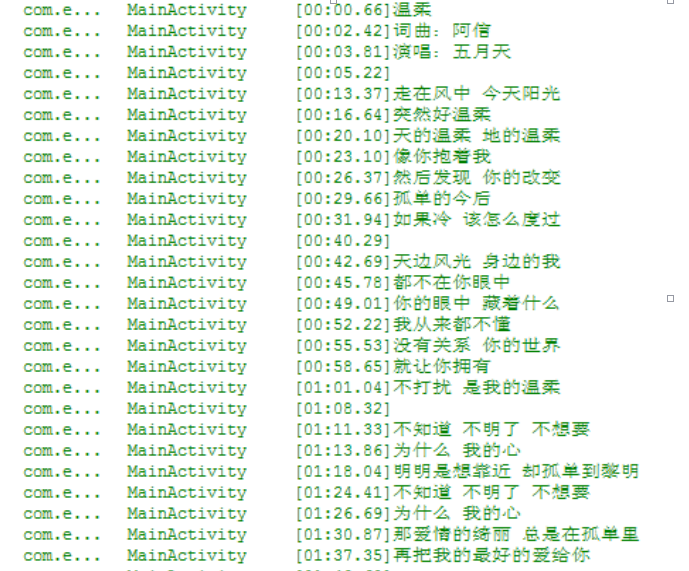 com.e... MainActivity [00:00.66]温柔
com.e... MainActivity [00:02.42]词曲：阿信
com.e... MainActivity [00:03.81]演唱：五月天
com.e... MainActivity [00:05.22]
com.e... MainActivity [00:13.37]走在风中 今天阳光
com.e... MainActivity [00:16.64]突然好温柔
com.e... MainActivity [00:20.10]天的温柔 地的温柔
com.e... MainActivity [00:23.10]像你抱着我
com.e... MainActivity [00:26.37]然后发现 你的改变
com.e... MainActivity [00:29.66]孤单的今后
com.e... MainActivity [00:31.94]如果冷 该怎么度过
com.e... MainActivity [00:40.29]
com.e... MainActivity [00:42.69]天边风光 身边的我
com.e... MainActivity [00:45.78]都不在你眼中
com.e... MainActivity [00:49.01]你的眼中 藏着什么
com.e... MainActivity [00:52.22]我从来都不懂
com.e... MainActivity [00:55.53]没有关系 你的世界
com.e... MainActivity [00:58.65]就让你拥有
com.e... MainActivity [01:01.04]不打扰 是我的温柔
com.e... MainActivity [01:08.32]
com.e... MainActivity [01:11.33]不知道 不明了 不想要
com.e... MainActivity [01:13.86]为什么 我的心
com.e... MainActivity [01:18.04]明明是想靠近 却孤单到黎明
com.e... MainActivity [01:24.41]不知道 不明了 不想要
com.e... MainActivity [01:26.69]为什么 我的心
com.e... MainActivity [01:30.87]那爱情的绮丽 总是在孤单里
com.e... MainActivity [01:37.35]再把我的最好的爱给你